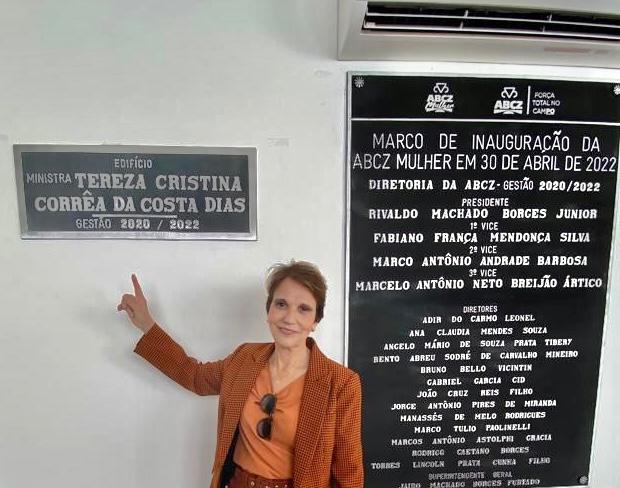 EDIFÍCIO
MINISTRA TEREZA CRISTINA
CORRÊA DA COSTA DIAS
GESTÃO 2020 / 2022
ABCZ
Mulher
ABCZ
FORÇA
TOTAL NO
CAMPO
MARCO DE INAUGURAÇÃO DA
ABCZ MULHER EM 30 DE ABRIL DE 2022
DIRETORIA DA ABCZ - GESTÃO 2020/2022
PRESIDENTE
RIVALDO MACHADO BORGES JUNIOR
1º VICE
FABIANO FRANÇA MENDONÇA SILVA
2º VICE
MARCO ANTÔNIO ANDRADE BARBOSA
3º VICE
MARCELO ANTÔNIO NETO BREIJÃO ÁRTICO
DIRETORES
ADIR DO CARMO LEONEL
ANA CLAUDIA MENDES SOUZA
ANGELO MÁRIO DE SOUZA PRATA TIBERY
BENTO ABREU SODRÉ DE CARVALHO MINEIRO
BRUNO BELLO VICINTIN
GABRIEL GARCIA CID
JOÃO CRUZ REIS FILHO
JORGE ANTÔNIO PIRES DE MIRANDA
MANASSÉS DE MELO RODRIGUES
MARCO TULIO PAOLINELLI
MARCOS ANTÔNIO ASTOLPHI GRACIA
RODRIGO CAETANO BORGES
TORRES LINCOLN PRATA CUNHA FILHO
SUPERINTENDENTE GERAL
JAIRO MACHADO BORGES FURTADO